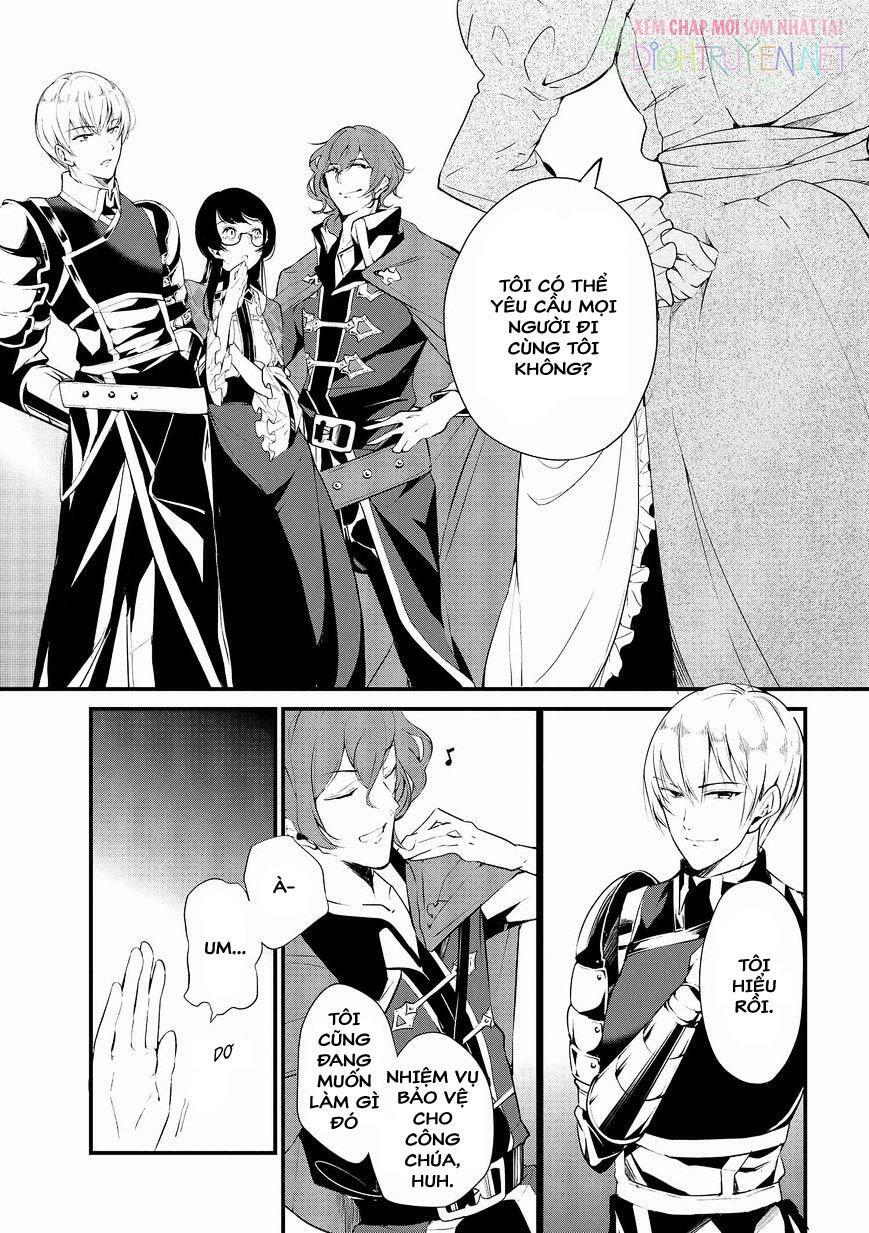 XEM CHAP MỚI SỚM NHẤT TẠI
DICHTRUYEN.NET
TÔI CÓ THỂ
YÊU CẦU MỌI
NGƯỜI ĐI
CÙNG TÔI
KHÔNG?
TÔI
HIỂU
RỒI.
NHIỆM VỤ
BẢO VỆ
CHO
CÔNG
CHÚA,
HUH.
TÔI
CŨNG
ĐANG
MUỐN
LÀM GÌ
ĐÓ
À-
UM...
DƠ